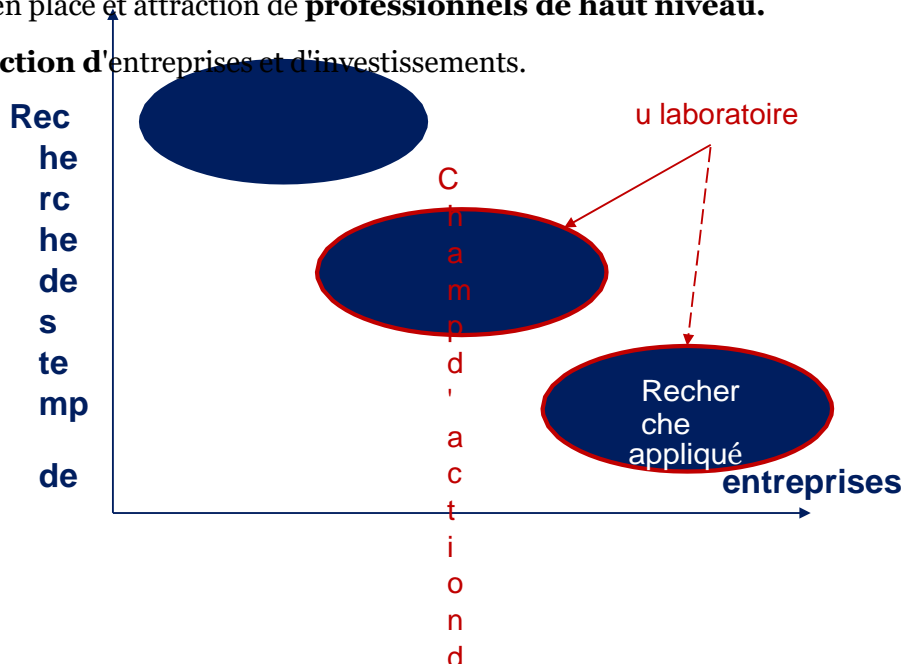 en place et attraction de professionnels de haut niveau.
ction d'entreprises et d'investissements.
Rec
he
rc
he
de
s
te
mp
de
C
h
a
m
p
d
'
a
c
t
i
o
n
d
u laboratoire
Recher
che
appliqué
entreprises